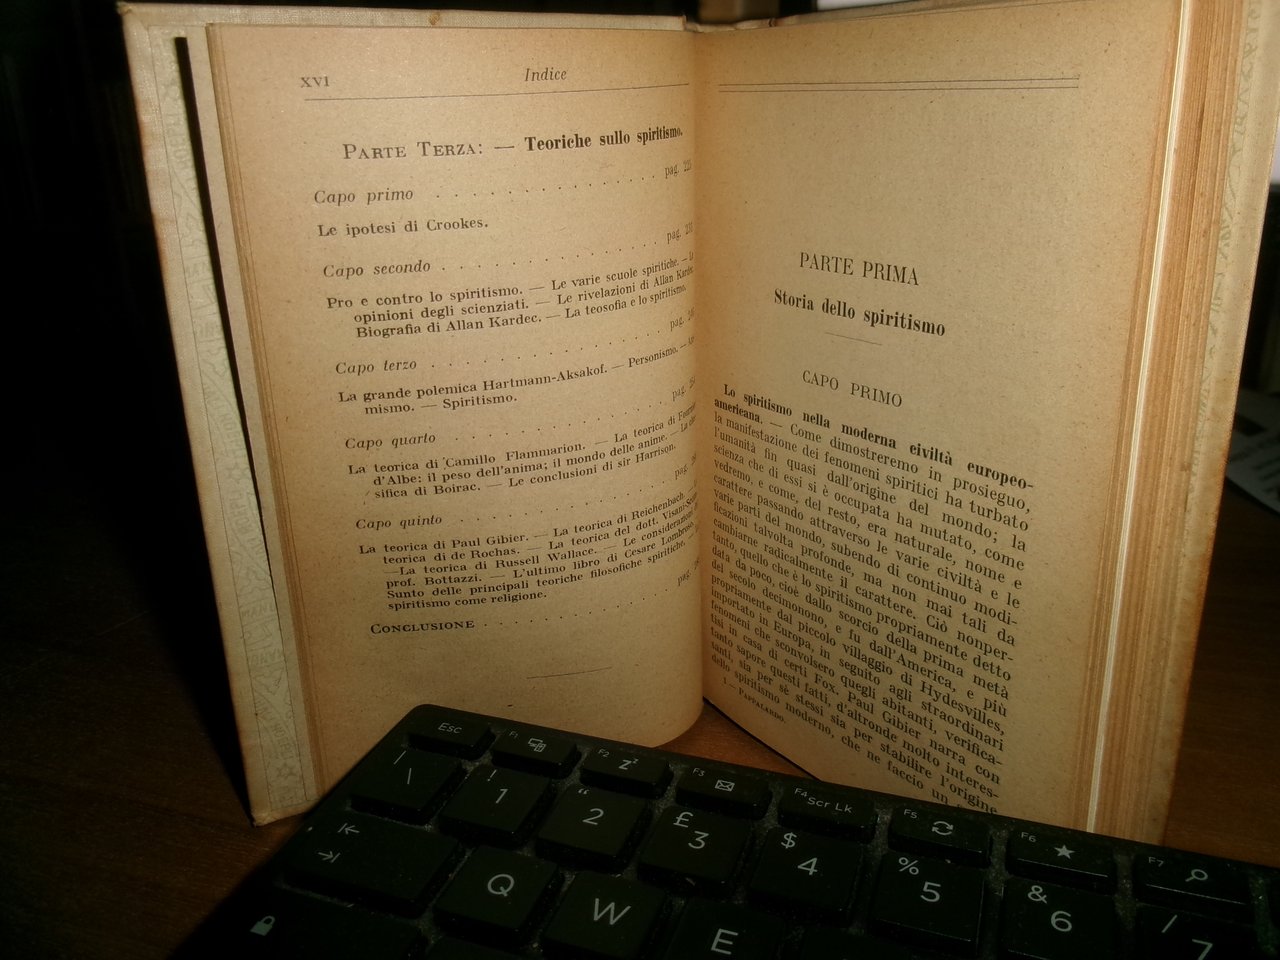 XVI
Indice
PARTE TERZA: — Teoriche sullo spiritismo.
Capo primo . . . . . . . . . . . . . . pag.
Le ipotesi di Crookes.
Capo secondo . . . . . . . . . . . . . pag.
Pro e contro lo spiritismo. — Le varie scuole spiritiche. —
opinioni degli scienziati. — Le rivelazioni di Allan Kardec
Biografia di Allan Kardec. — La teosofia e lo spiritismo.
Capo terzo . . . . . . . . . . . . . . pag.
La grande polemica Hartmann-Aksakof. — Personismo. —
mismo. — Spiritismo.
Capo quarto . . . . . . . . . . . . . pag.
La teorica di Camillo Flammarion. — La teorica di
d'Albe: il peso dell'anima; il mondo delle anime. —
sifica di Boirac. — Le conclusioni di sir Harrison.
Capo quinto . . . . . . . . . . . . . pag.
La teorica di Paul Gibier. — La teorica di Reichenbach.
teorica di de Rochas. — La teorica del dott.
—La teorica di Russell Wallace. — Le considerazioni
prof. Bottazzi. — L'ultimo libro di Cesare Lombroso.
Sunto delle principali teoriche filosofiche spiritiche. —
spiritismo come religione.
CONCLUSIONE . . . . . . . . . . . pag.
PARTE PRIMA
Storia dello spiritismo
CAPO PRIMO
Lo spiritismo nella moderna civiltà europeo-
americana. — Come dimostreremo in prosieguo,
la manifestazione dei fenomeni spiritici ha turbato
l'umanità fin quasi dall'origine del mondo; la
scienza che di essi si è occupata ha mutato, come
vedremo, e come, del resto, era naturale, nome e
carattere passando attraverso le varie civiltà e le
varie parti del mondo, subendo di continuo modi-
ficazioni talvolta profonde, ma non mai tali da
cambiarne radicalmente il carattere. Ciò nonper-
tanto, quello che è lo spiritismo propriamente detto
data da poco, cioè dallo scorcio della prima metà
del secolo decimonono, e fu dall'America, e più
propriamente dal piccolo villaggio di Hydesvilles,
importato in Europa, in seguito agli straordinari
fenomeni che sconvolsero quegli abitanti, verifica-
tisi in casa di certi Fox. Paul Gibier narra con
tanto sapore questi fatti, d'altronde molto interes-
santi, sia per sè stessi sia per stabilire l'origine
dello spiritismo moderno, che ne faccio un
1 — PAPPALARDO.
Esc
F1
F2
F3
F4
Scr Lk
F5
F6
F7
| \
! 1
" 2
£ 3
$ 4
% 5
& 6
/ 7
Q
W
E